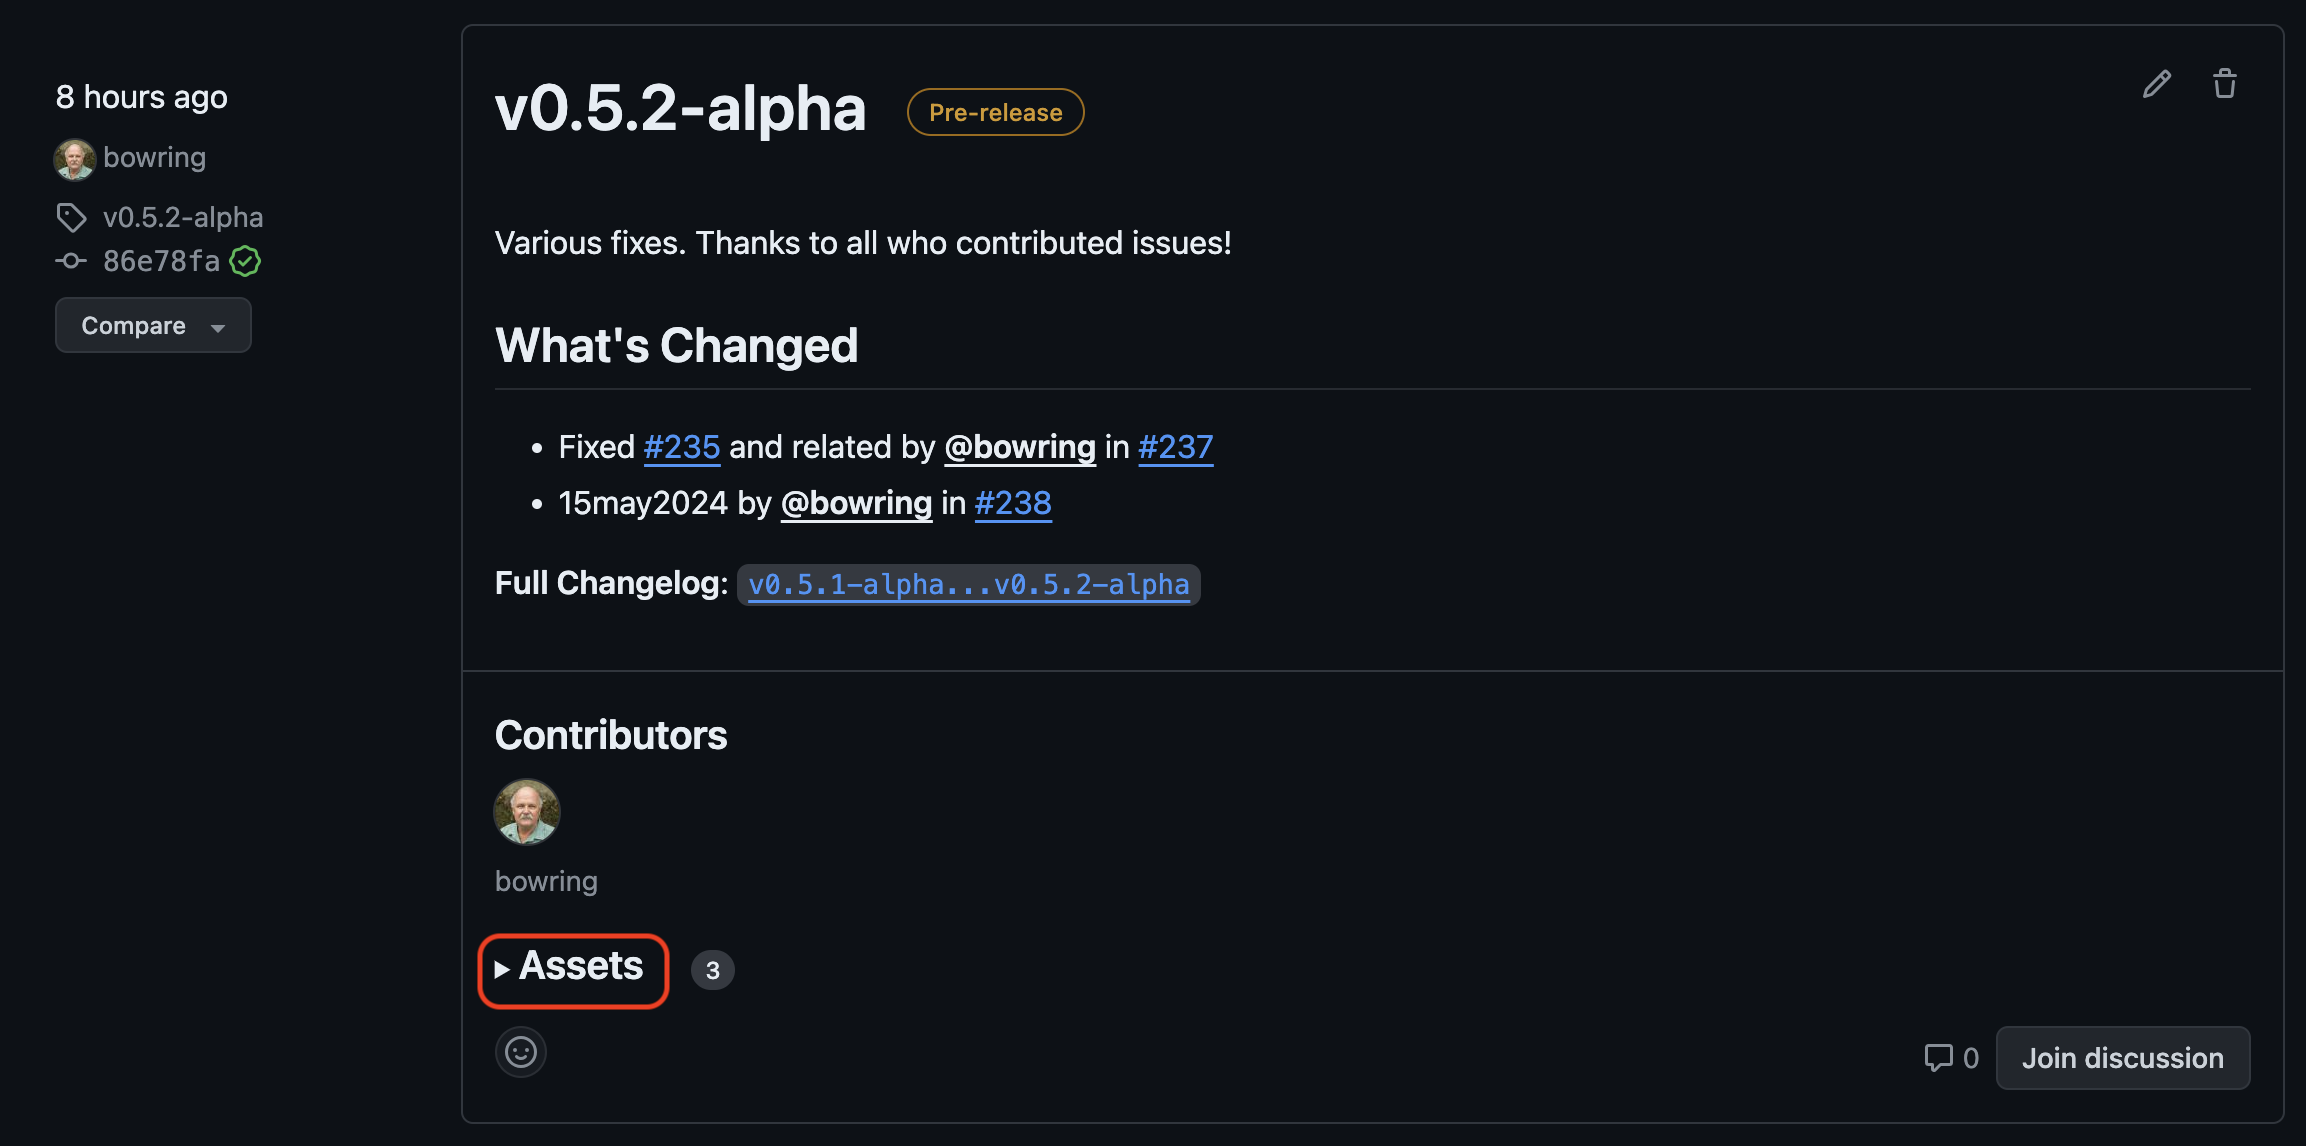 8 hours ago
bowring
v0.5.2-alpha
86e78fa
Compare
v0.5.2-alpha
Pre-release
Various fixes. Thanks to all who contributed issues!
What's Changed
• Fixed #235 and related by @bowring in #237
• 15may2024 by @bowring in #238
Full Changelog: v0.5.1-alpha...v0.5.2-alpha
Contributors
bowring
Assets 3
0
Join discussion